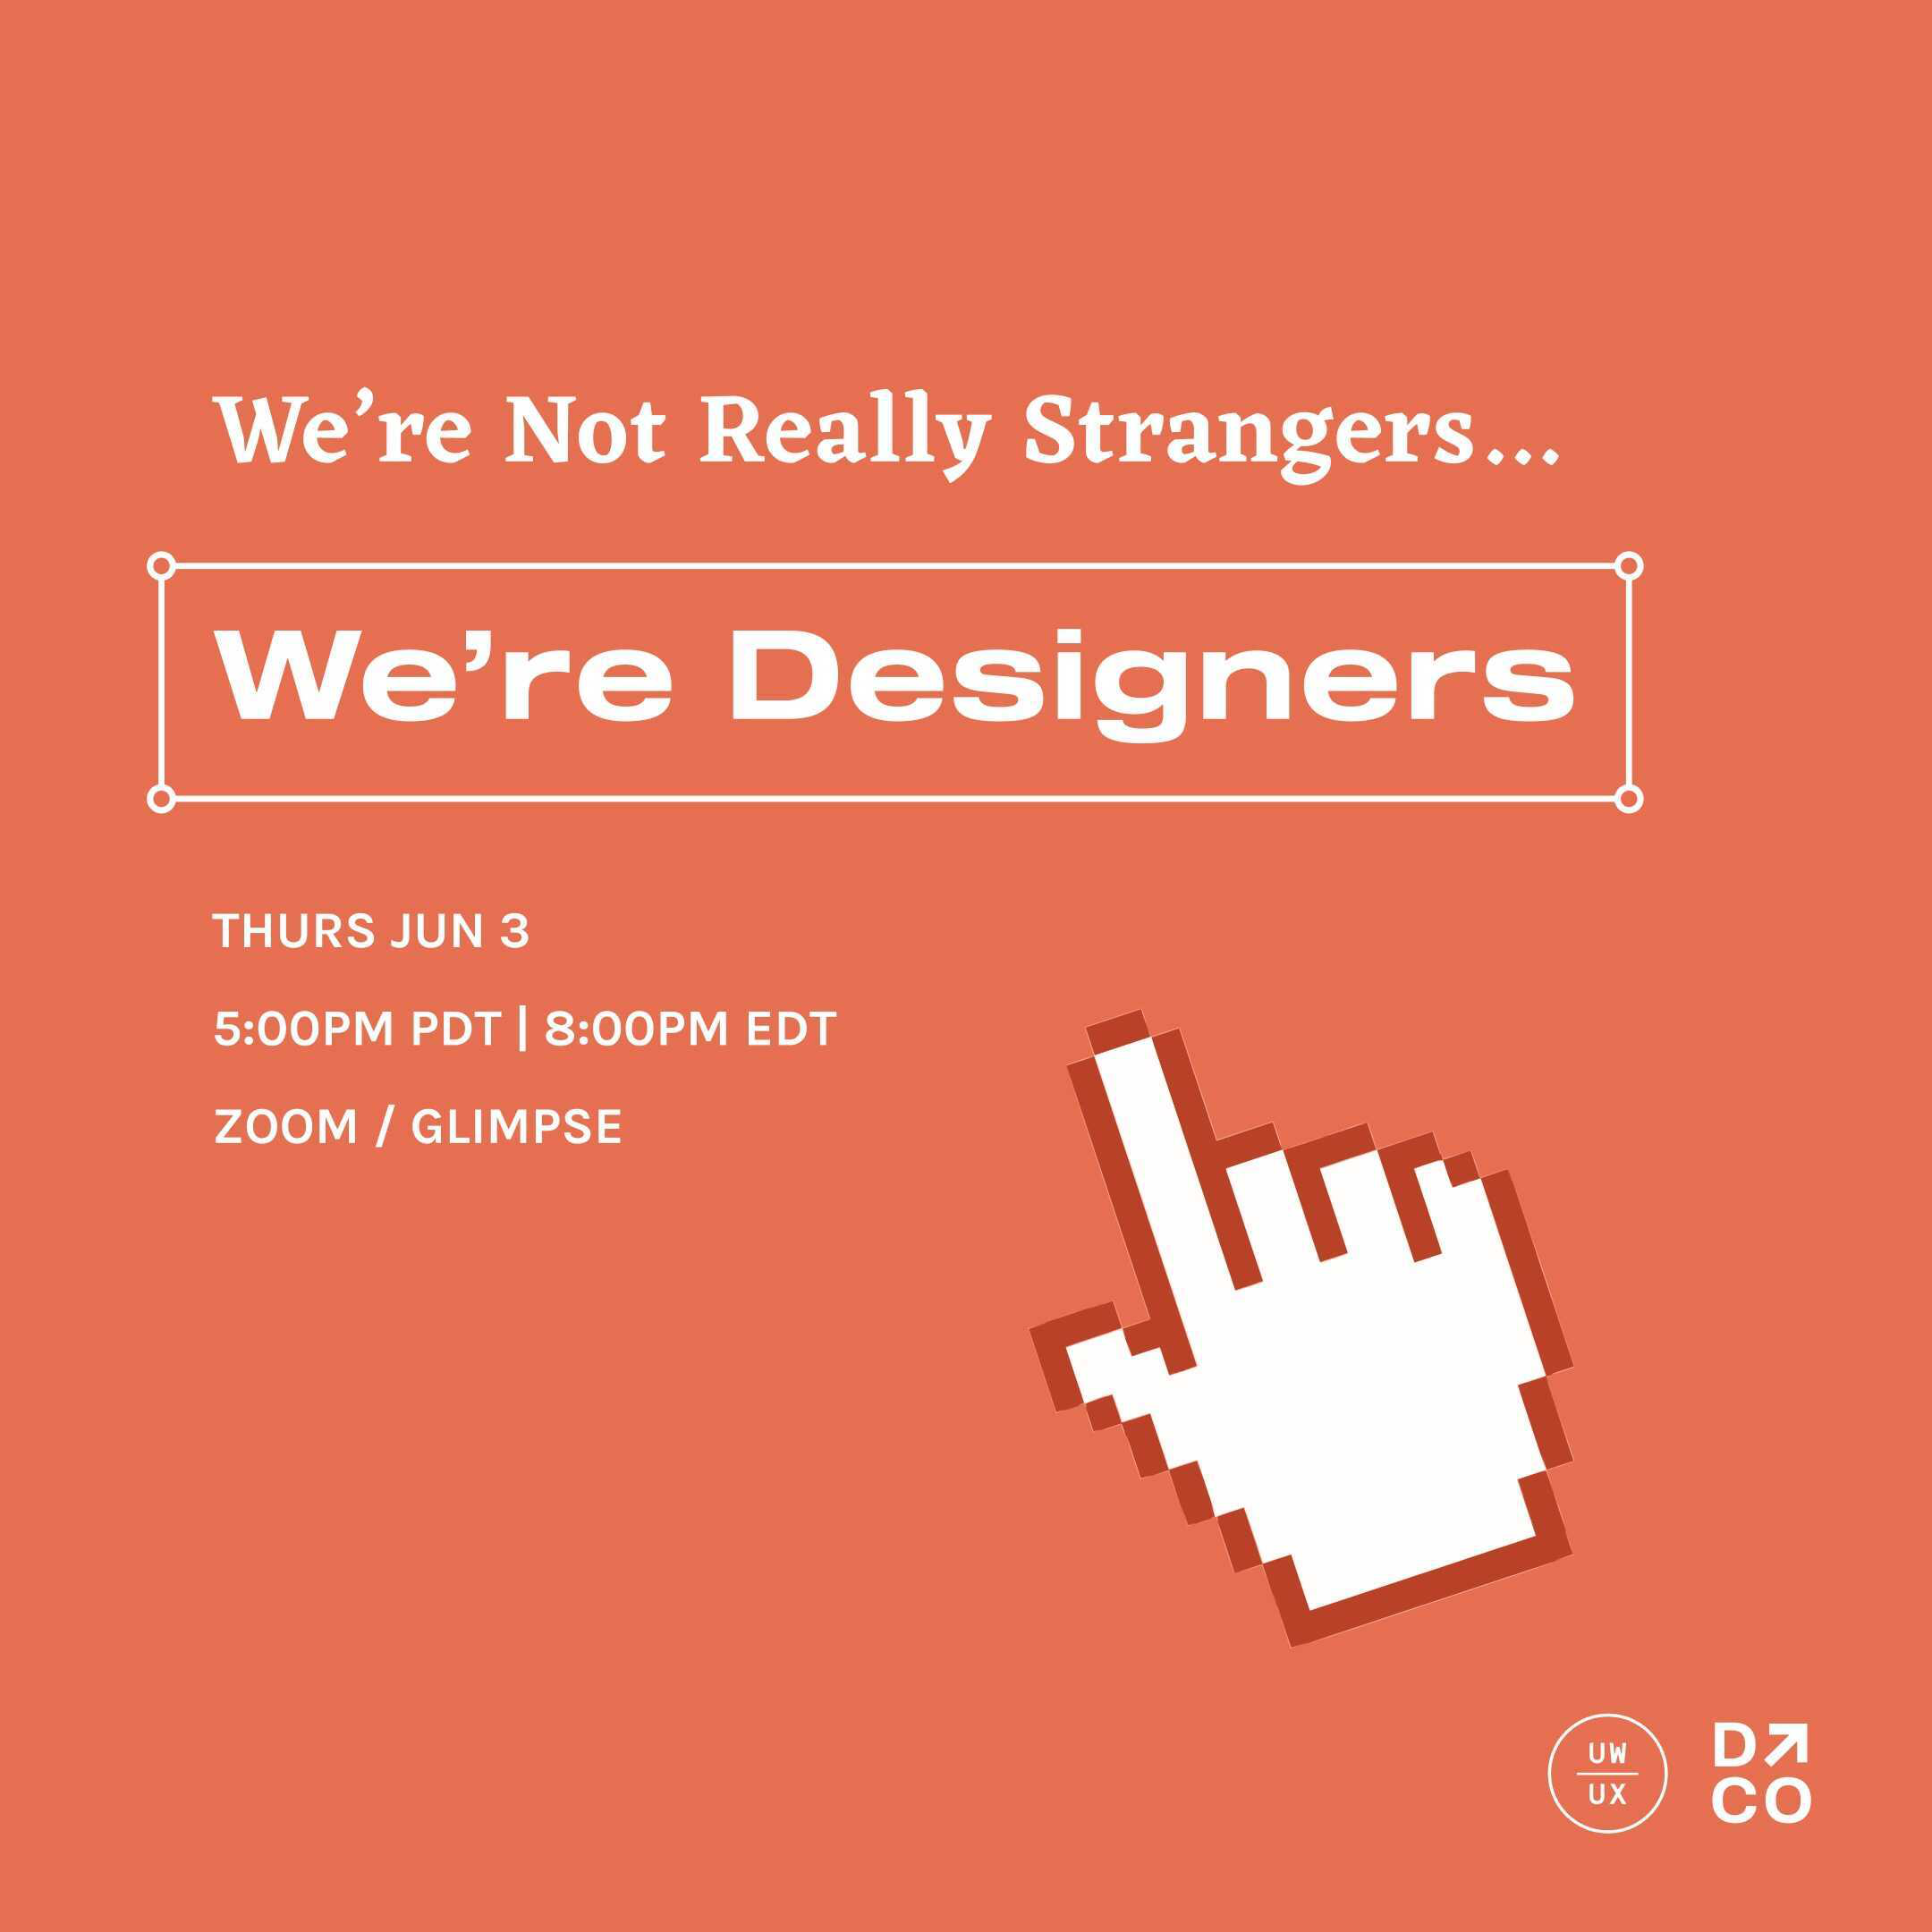 We’re Not Really Strangers...
We’re Designers
THURS JUN 3
5:00PM PDT | 8:00PM EDT
ZOOM / GLIMPSE
UW
UX
D
CO